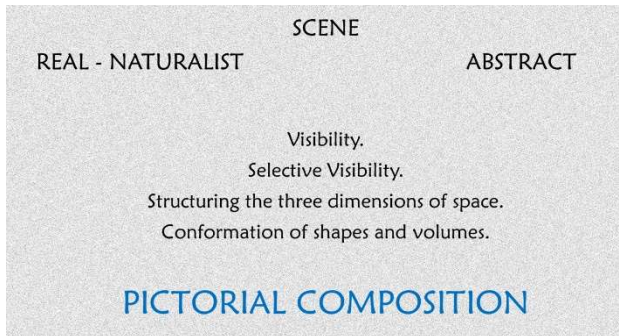 SCENE
REAL - NATURALIST ABSTRACT
Visibility.
Selective Visibility.
Structuring the three dimensions of space.
Conformation of shapes and volumes.
PICTORIAL COMPOSITION